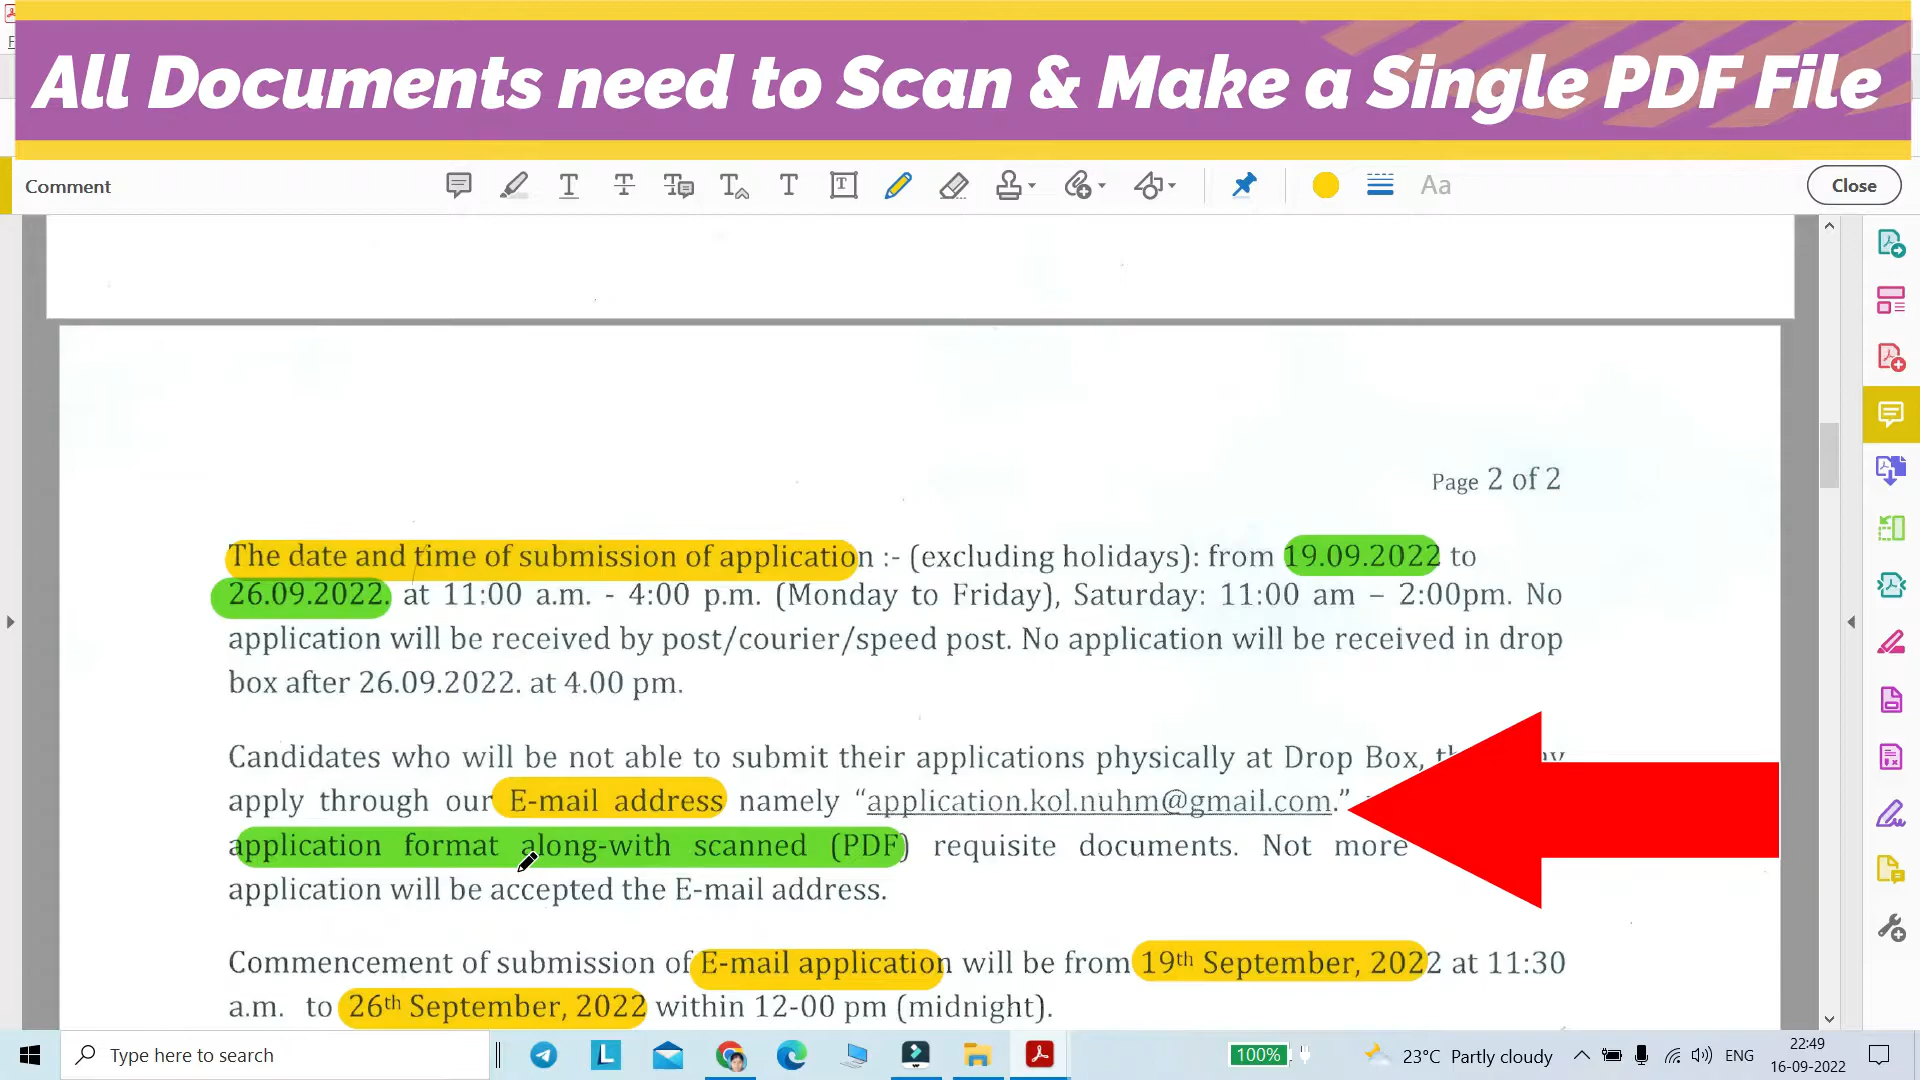 All Documents need to Scan & Make a Single PDF File
Comment
Aa
Close
Page 2 of 2
The date and time of submission of application :- (excluding holidays): from 19.09.2022 to
26.09.2022. at 11:00 a.m. - 4:00 p.m. (Monday to Friday), Saturday: 11:00 am – 2:00pm. No
application will be received by post/courier/speed post. No application will be received in drop
box after 26.09.2022. at 4.00 pm.
Candidates who will be not able to submit their applications physically at Drop Box,
apply through our E-mail address namely “application.kol.nuhm@gmail.com.”
application format along-with scanned (PDF) requisite documents. Not more
application will be accepted the E-mail address.
Commencement of submission of E-mail application will be from 19th September, 2022 at 11:30
a.m. to 26th September, 2022 within 12-00 pm (midnight).
Type here to search
100%
23°C Partly cloudy
ENG
22:49
16-09-2022